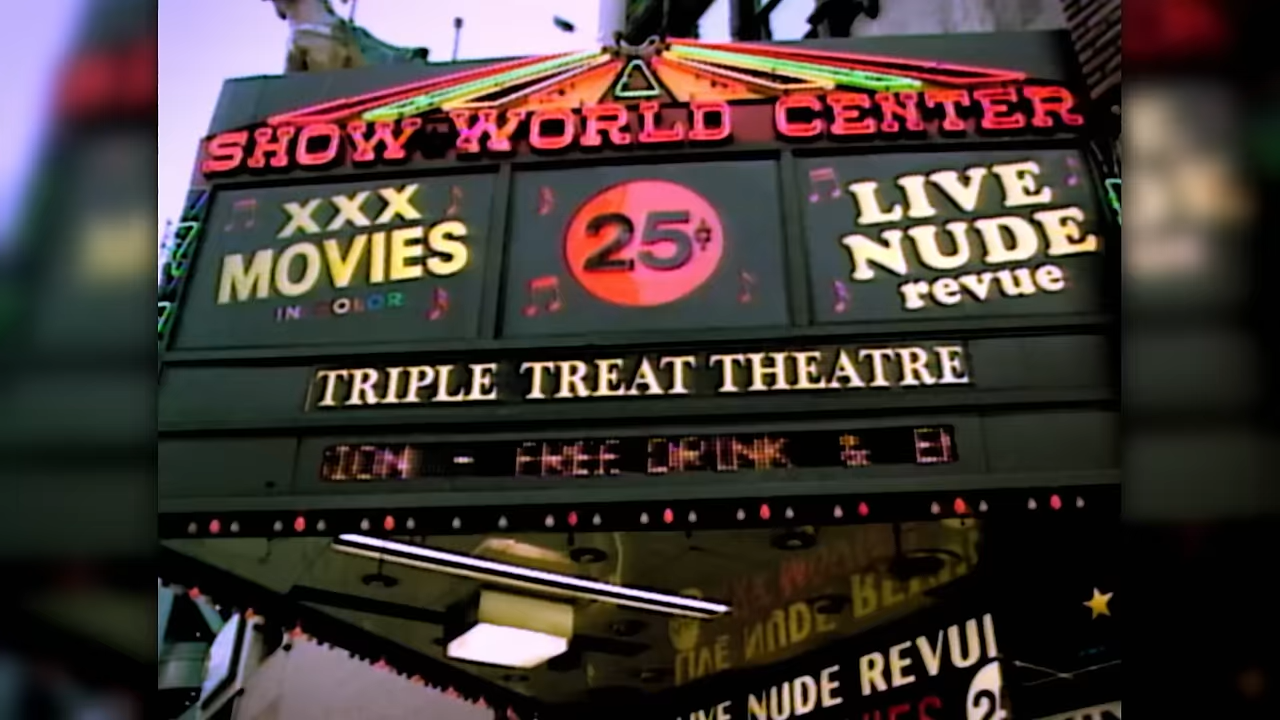 SHOW WORLD CENTER
XXX
MOVIES
IN COLOR
25¢
LIVE
NUDE
revue
TRIPLE TREAT THEATRE
ION - FREE DRINK &
LIVE NUDE REVUE